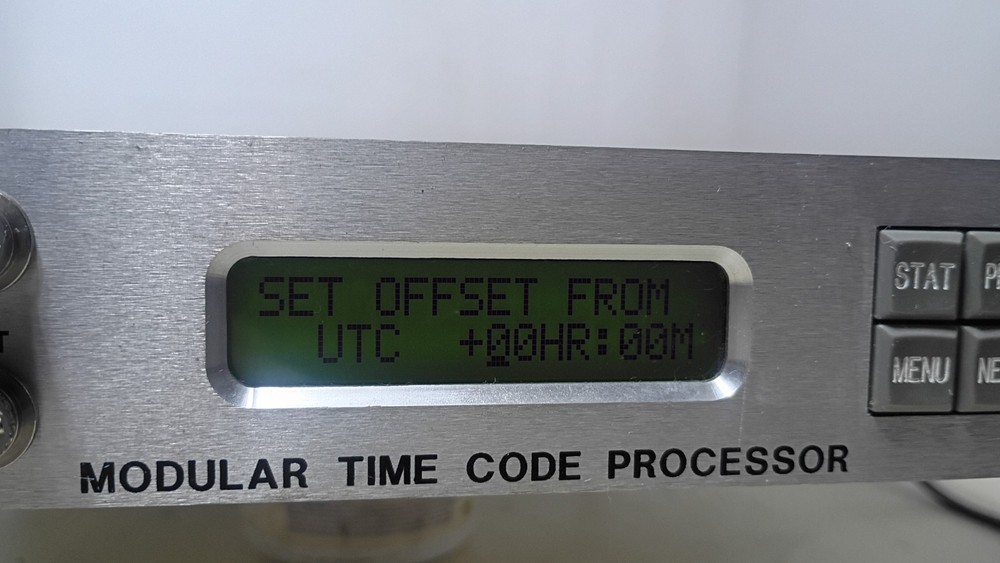 SET OFFSET FROM
UTC +00HR:00M
STAT
MENU
MODULAR TIME CODE PROCESSOR